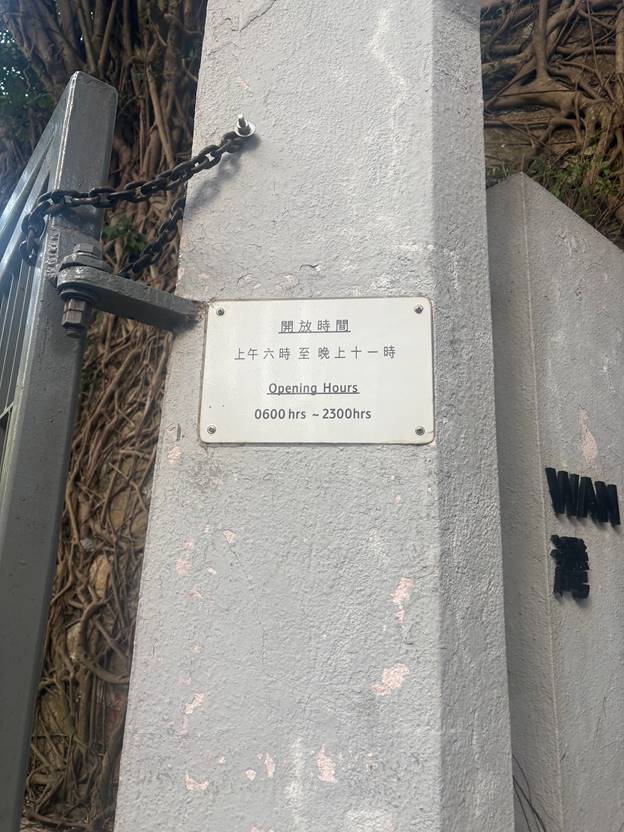 開放時間
上午六時至晚上十一時
Opening Hours
0600 hrs ~ 2300hrs
WAN
灣